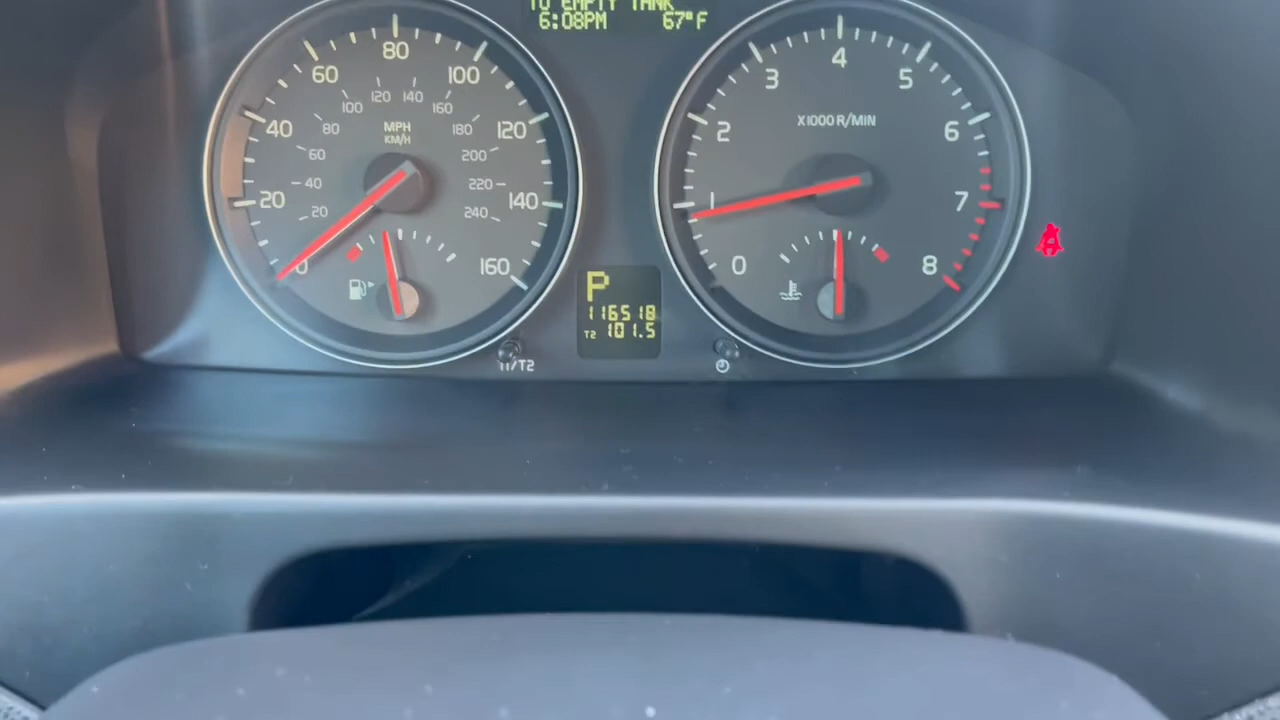 TO EMPTY TANK
6:08PM 67°F
0 20 40 60 80 100 120 140 160
20 40 60 80 100 120 140 160 180 200 220 240
MPH
KM/H
0 1 2 3 4 5 6 7 8
X1000 R/MIN
P
116518
T2 101.5
T1/T2